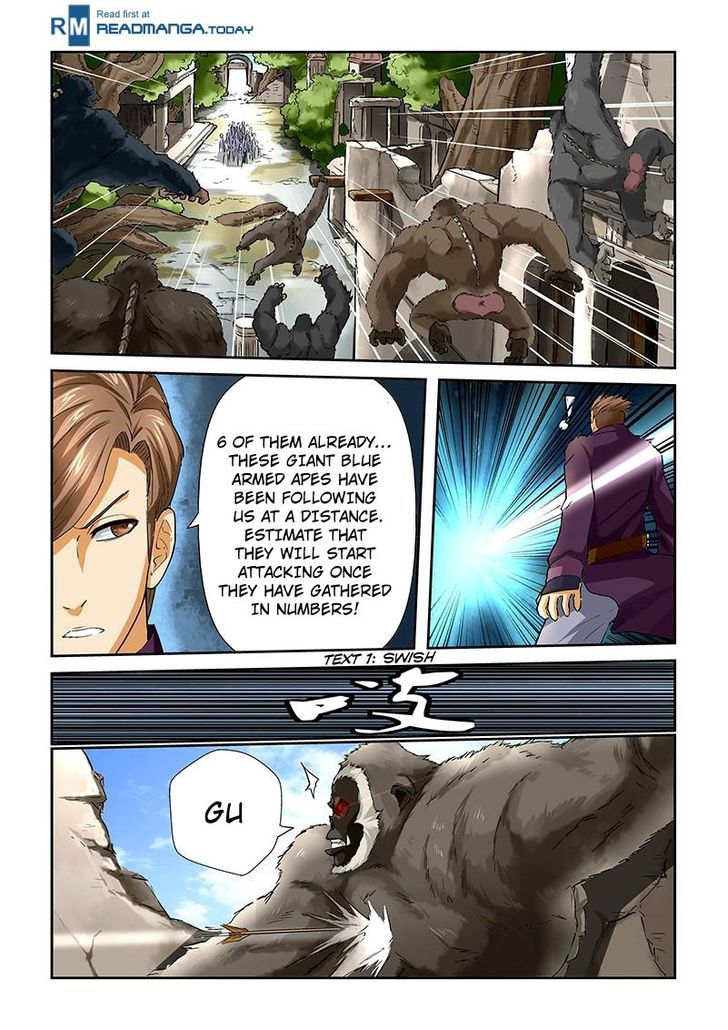 RM
Read first at
READMANGA.TODAY
6 OF THEM ALREADY...
THESE GIANT BLUE
ARMED APES HAVE
BEEN FOLLOWING
US AT A DISTANCE.
ESTIMATE THAT
THEY WILL START
ATTACKING ONCE
THEY HAVE GATHERED
IN NUMBERS!
!
TEXT 1: SWISH
GU